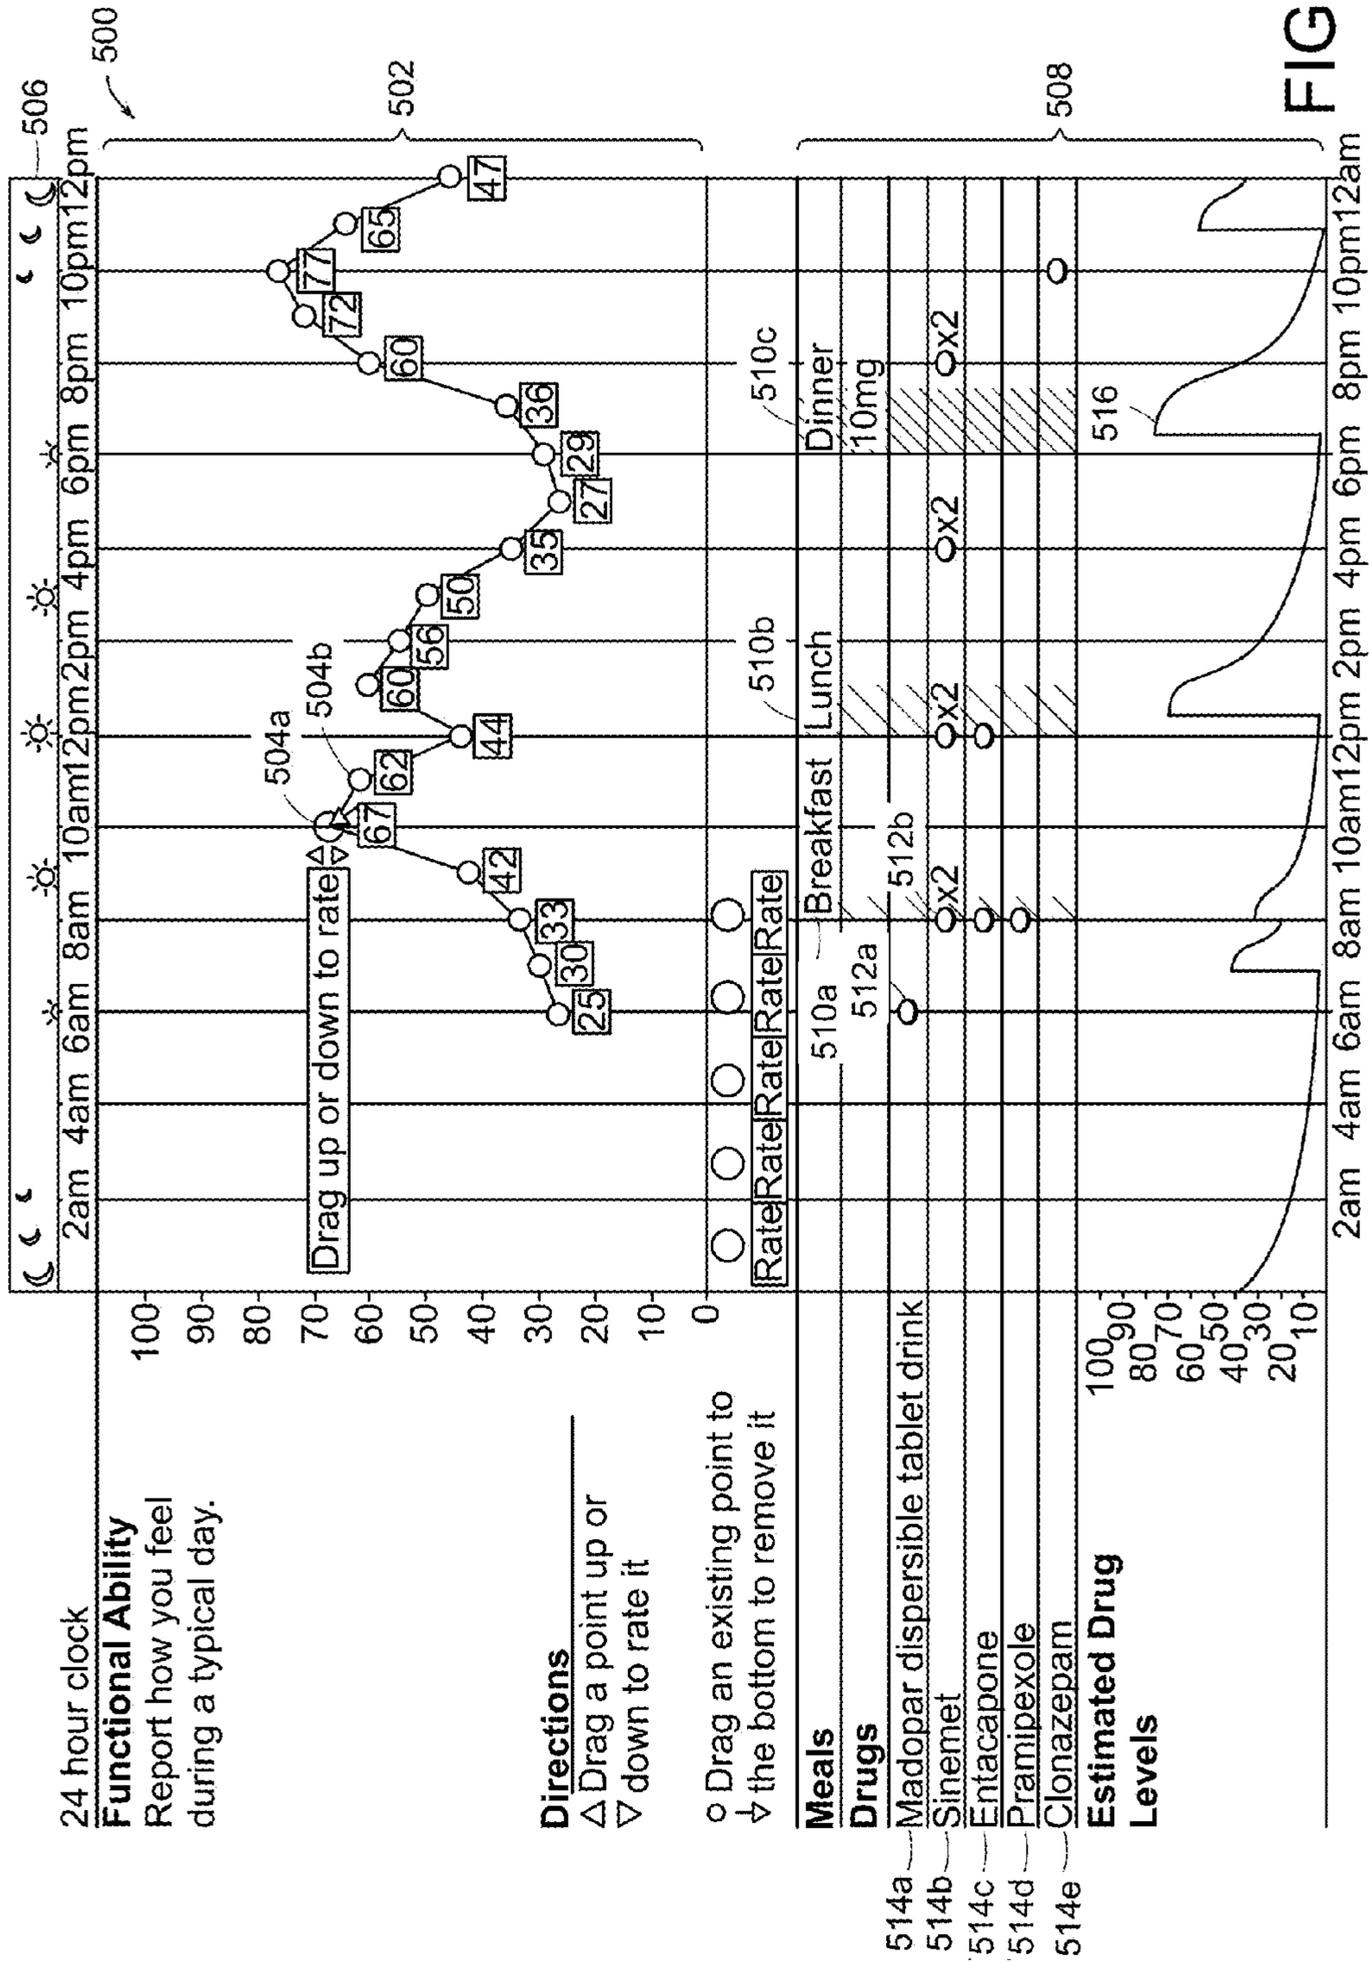 500
506
24 hour clock
2am 4am 6am 8am 10am 12pm 2pm 4pm 6pm 8pm 10pm 12pm
Functional Ability
Report how you feel
during a typical day.
100
90
80
70
60
50
40
30
20
10
0
Drag up or down to rate
504a
504b
502
25 30 33 42 67 62 44 60 56 50 35 27 29 36 60 72 77 65 47
Directions
△ Drag a point up or
▽ down to rate it
Drag an existing point to
the bottom to remove it
Rate Rate Rate Rate Rate
510a
510b
510c
Meals
Breakfast Lunch Dinner
Drugs
10mg
512a
512b
514a Madopar dispersible tablet drink
514b Sinemet
x2 x2 x2 x2
514c Entacapone
514d Pramipexole
514e Clonazepam
508
Estimated Drug
Levels
516
100
90
80
70
60
50
40
30
20
10
2am 4am 6am 8am 10am 12pm 2pm 4pm 6pm 8pm 10pm 12am
FIG